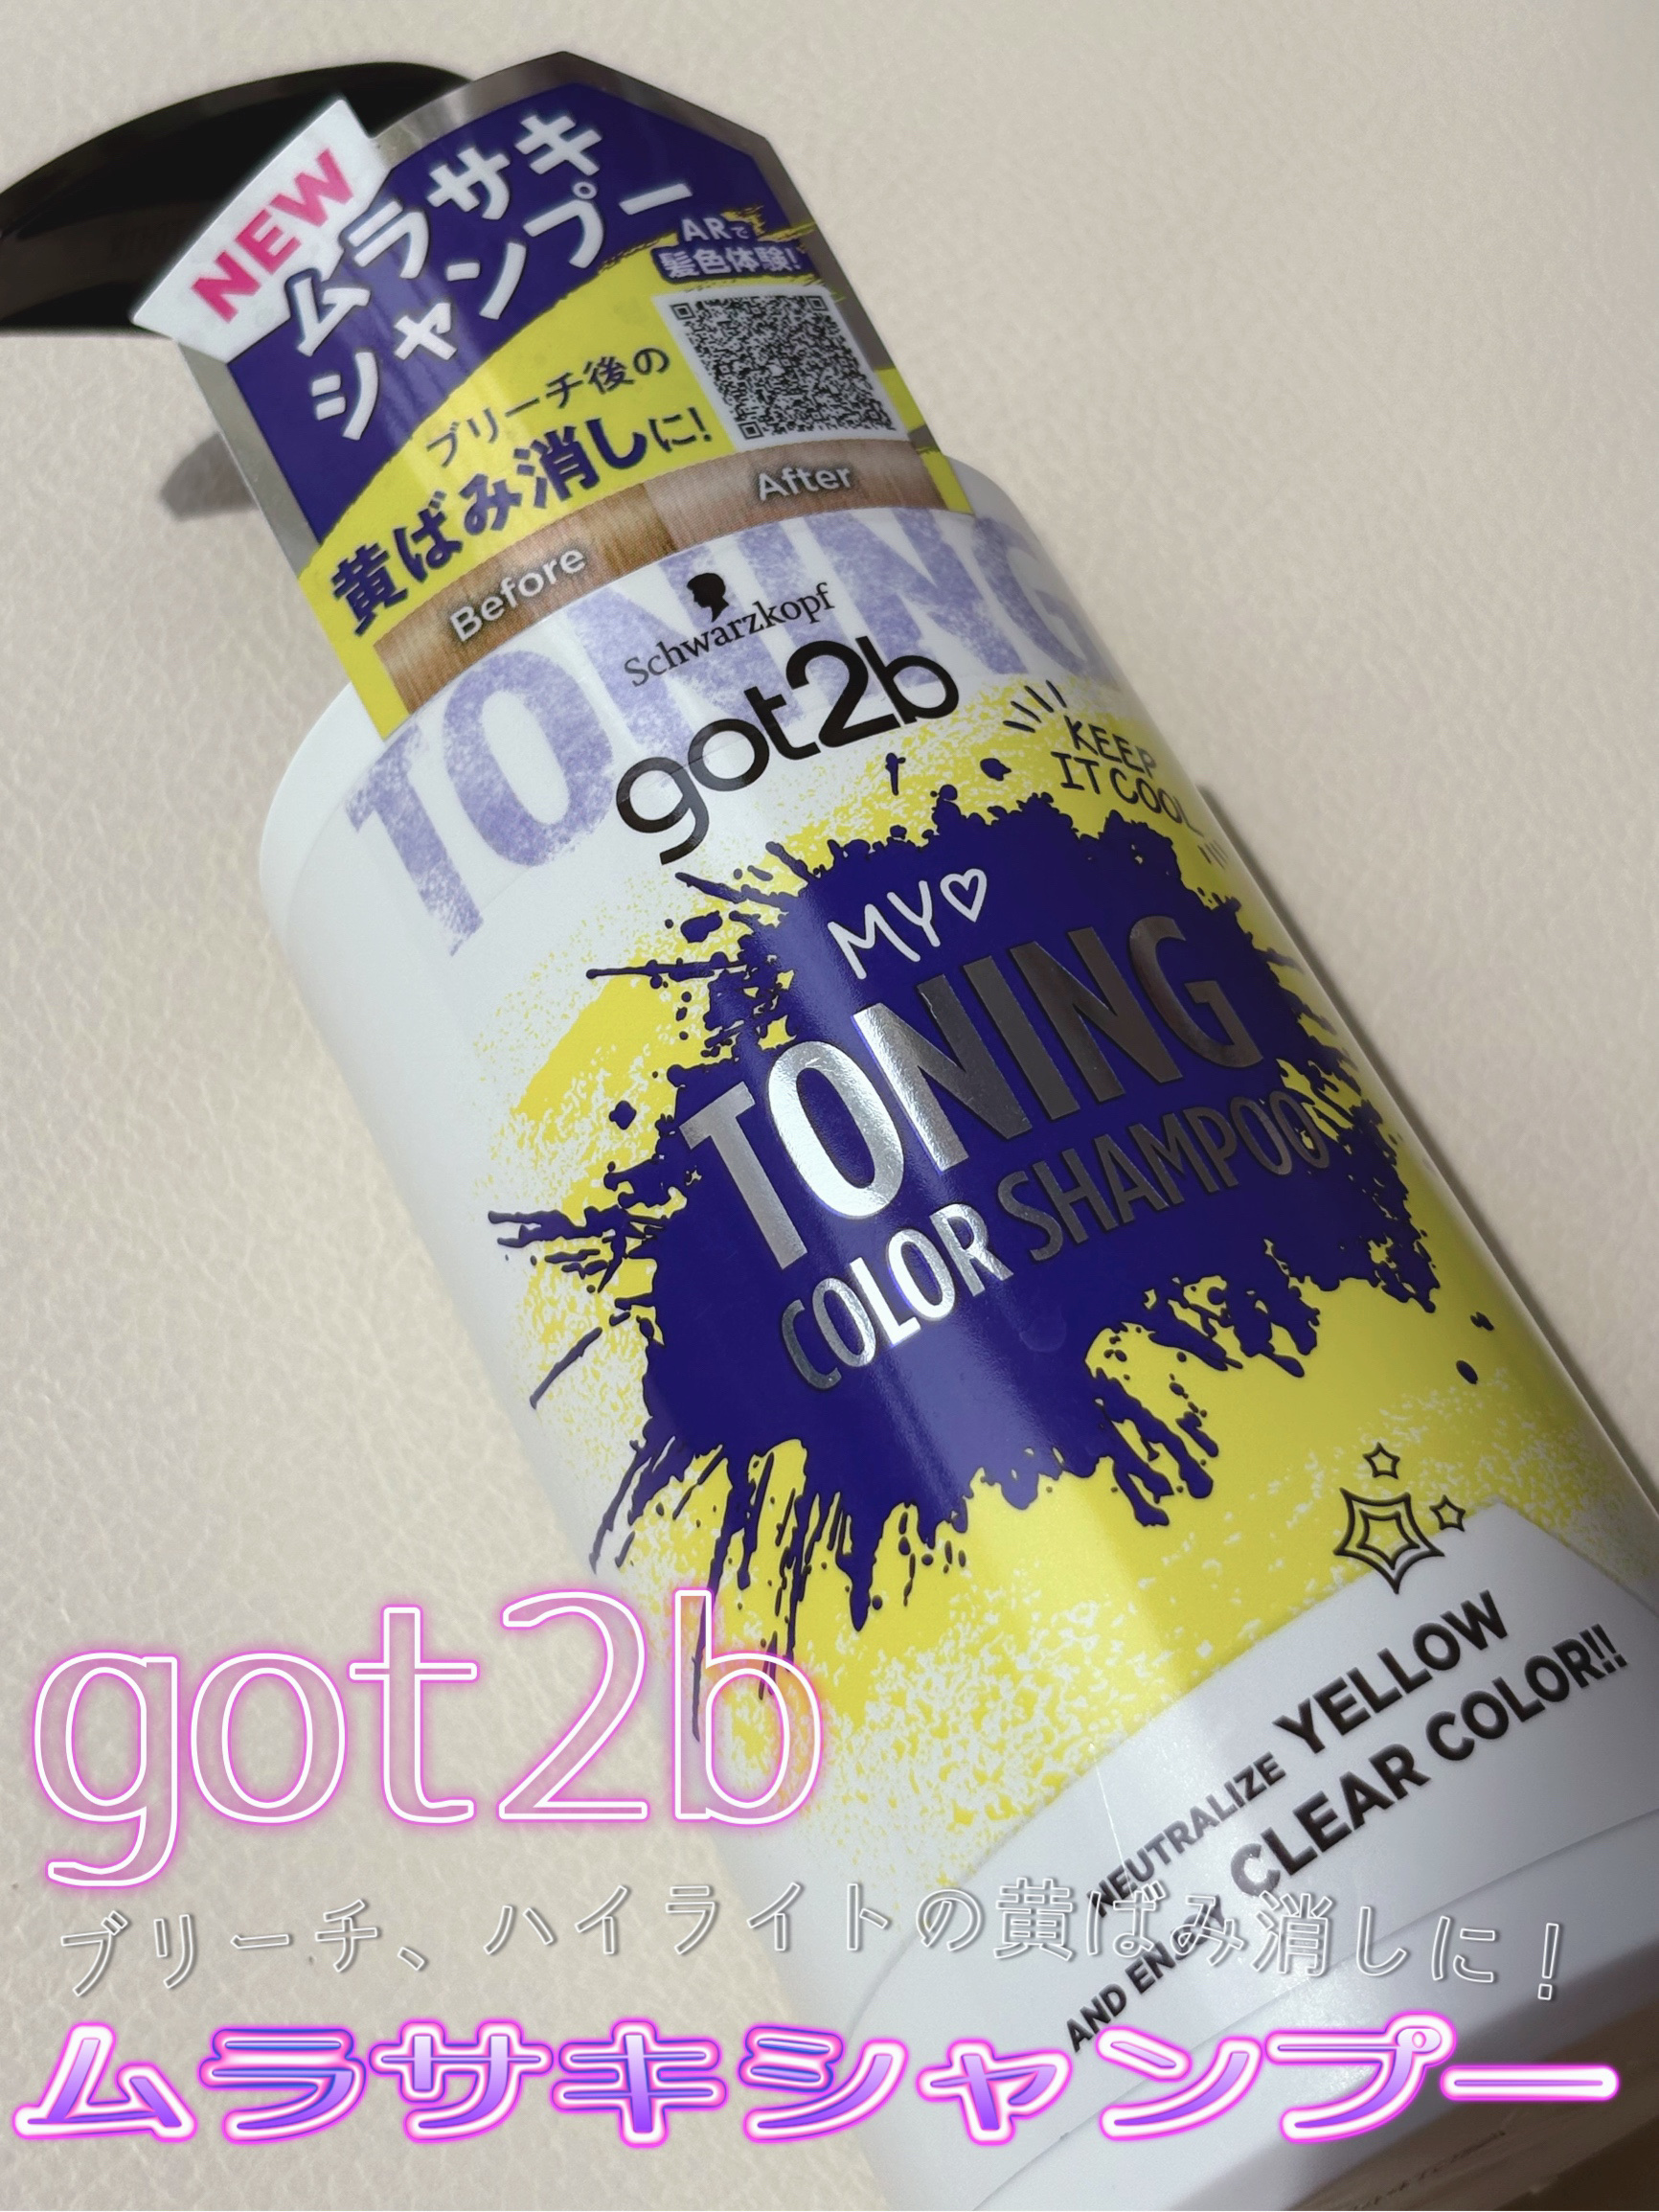 NEW
ムラサキ
シャンプー
ARで
髪色体験!
ブリーチ後の
黄ばみ消しに!
Before
After
TONING
Schwarzkopf
got2b
KEEP
IT COOL
MY♡
TONING
COLOR SHAMPOO
NEUTRALIZE YELLOW
AND ENJOY CLEAR COLOR!!
got2b
ブリーチ、ハイライトの黄ばみ消しに！
ムラサキシャンプー